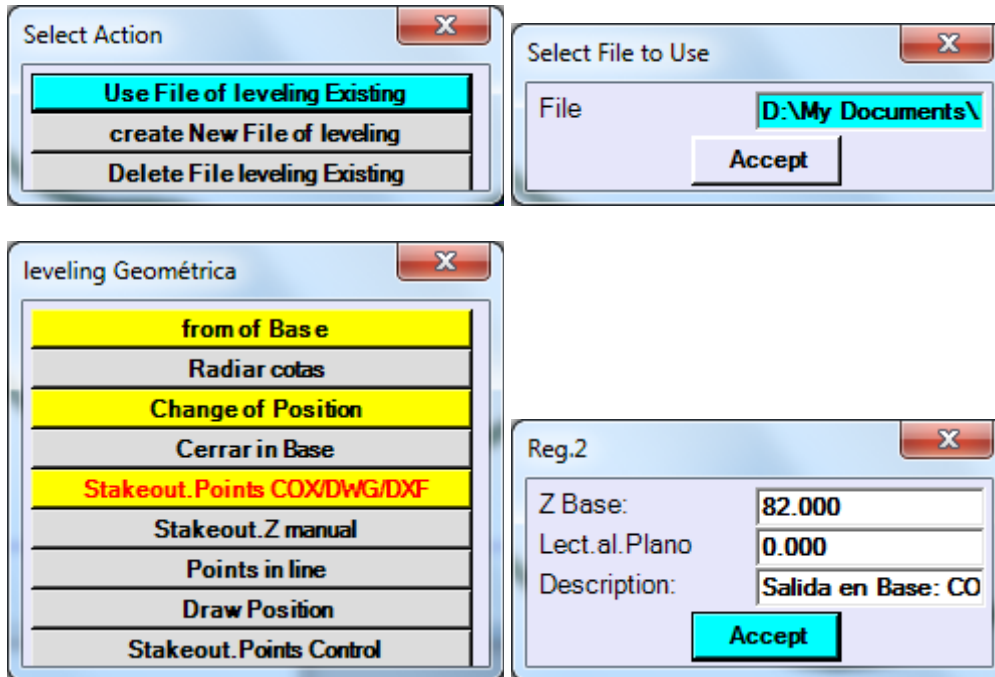 Select Action
Use File of leveling Existing
create New File of leveling
Delete File leveling Existing
Select File to Use
File D:\My Documents\
Accept
leveling Geométrica
from of Base
Radiar cotas
Change of Position
Cerrar in Base
Stakeout.Points COX/DWG/DXF
Stakeout.Z manual
Points in line
Draw Position
Stakeout.Points Control
Reg.2
Z Base: 82.000
Lect.al.Plano 0.000
Description: Salida en Base: CO
Accept